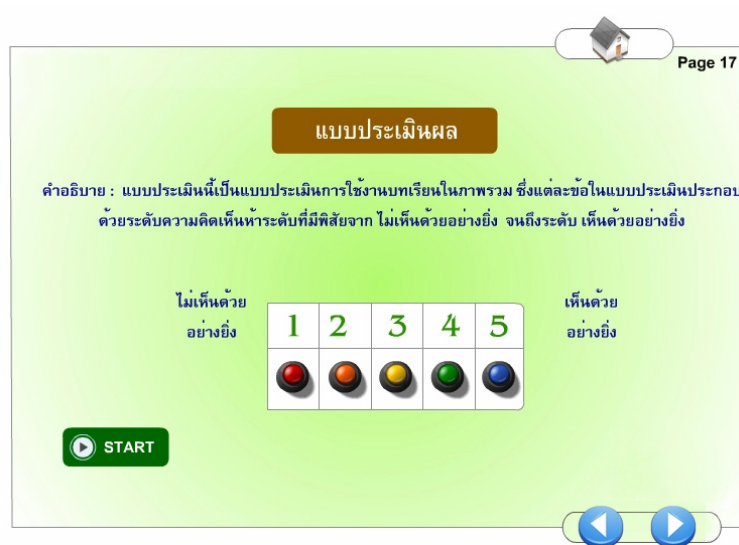 Page 17
แบบประเมินผล
คำอธิบาย : แบบประเมินนี้เป็นแบบประเมินการใช้งานบทเรียนในภาพรวม ซึ่งแต่ละข้อในแบบประเมินประกอบ
ด้วยระดับความคิดเห็นห้าระดับที่มีพิสัยจาก ไม่เห็นด้วยอย่างยิ่ง จนถึงระดับ เห็นด้วยอย่างยิ่ง
ไม่เห็นด้วย
อย่างยิ่ง
1 2 3 4 5
เห็นด้วย
อย่างยิ่ง
START